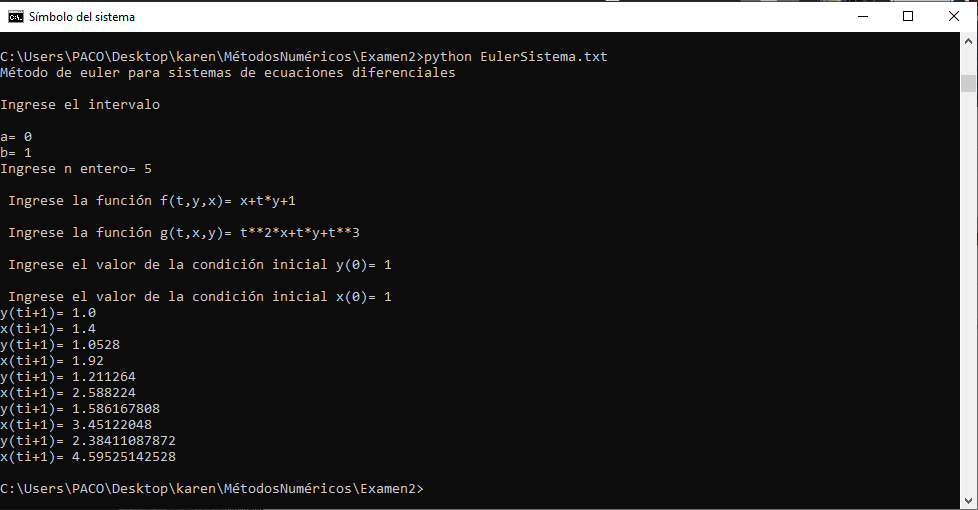 Símbolo del sistema
C:\Users\PACO\Desktop\karen\MétodosNuméricos\Examen2>python EulerSistema.txt
Método de euler para sistemas de ecuaciones diferenciales
Ingrese el intervalo
a= 0
b= 1
Ingrese n entero= 5
Ingrese la función f(t,y,x)= x+t*y+1
Ingrese la función g(t,x,y)= t**2*x+t*y+t**3
Ingrese el valor de la condición inicial y(0)= 1
Ingrese el valor de la condición inicial x(0)= 1
y(ti+1)= 1.0
x(ti+1)= 1.4
y(ti+1)= 1.0528
x(ti+1)= 1.92
y(ti+1)= 1.211264
x(ti+1)= 2.588224
y(ti+1)= 1.586167808
x(ti+1)= 3.45122048
y(ti+1)= 2.38411087872
x(ti+1)= 4.59525142528
C:\Users\PACO\Desktop\karen\MétodosNuméricos\Examen2>